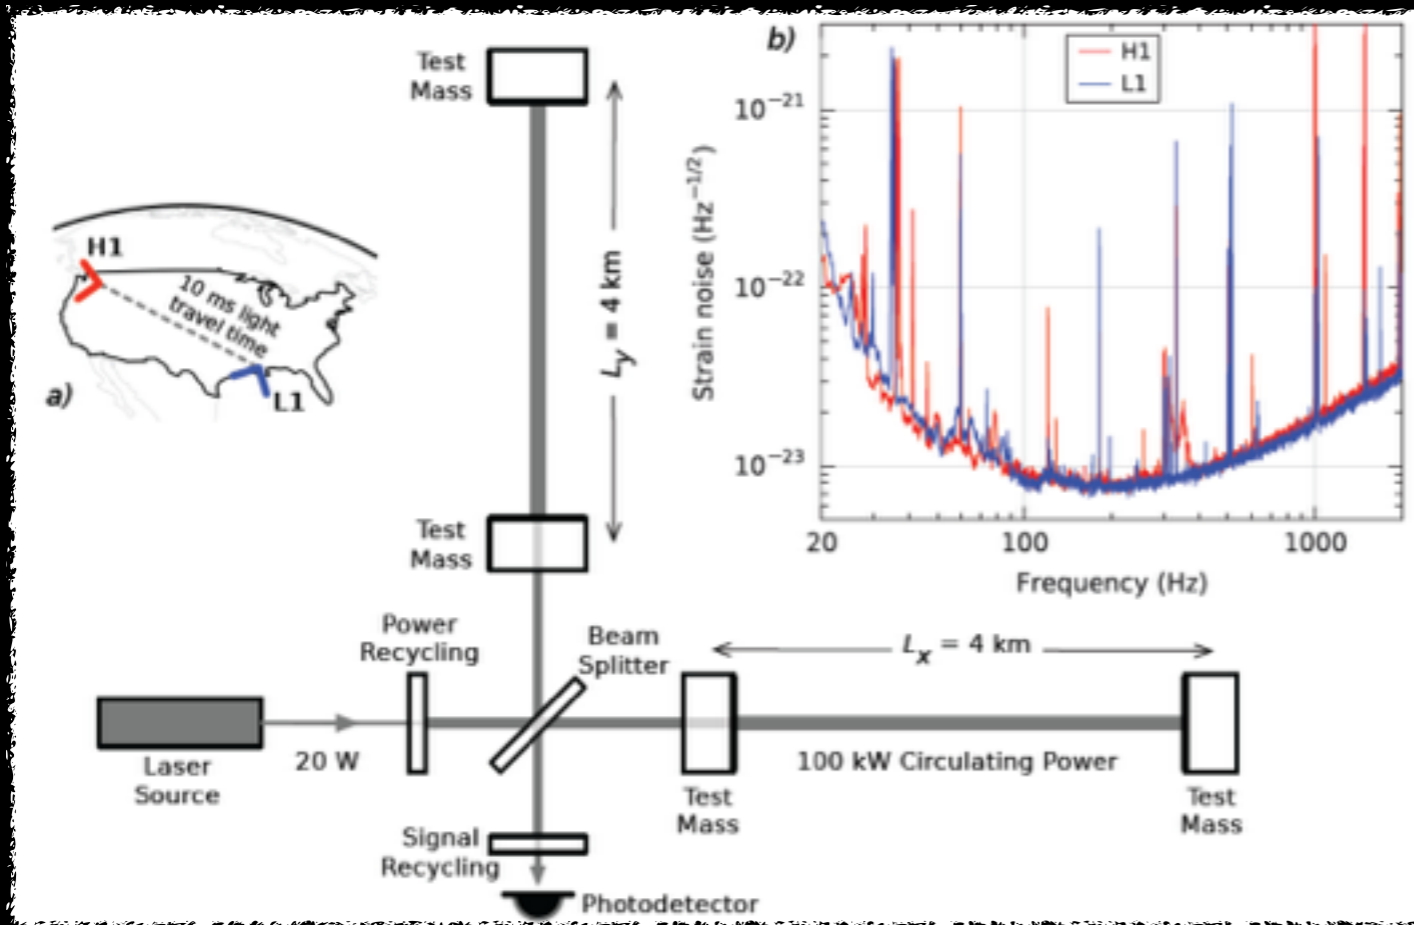 Test
Mass
b)
H1
L1
10⁻²¹
10⁻²²
10⁻²³
Strain noise (Hz⁻¹/²)
20
100
1000
Frequency (Hz)
H1
10 ms light
travel time
L1
a)
L_y = 4 km
Test
Mass
Power
Recycling
Beam
Splitter
L_x = 4 km
Laser
Source
20 W
100 kW Circulating Power
Test
Mass
Test
Mass
Signal
Recycling
Photodetector